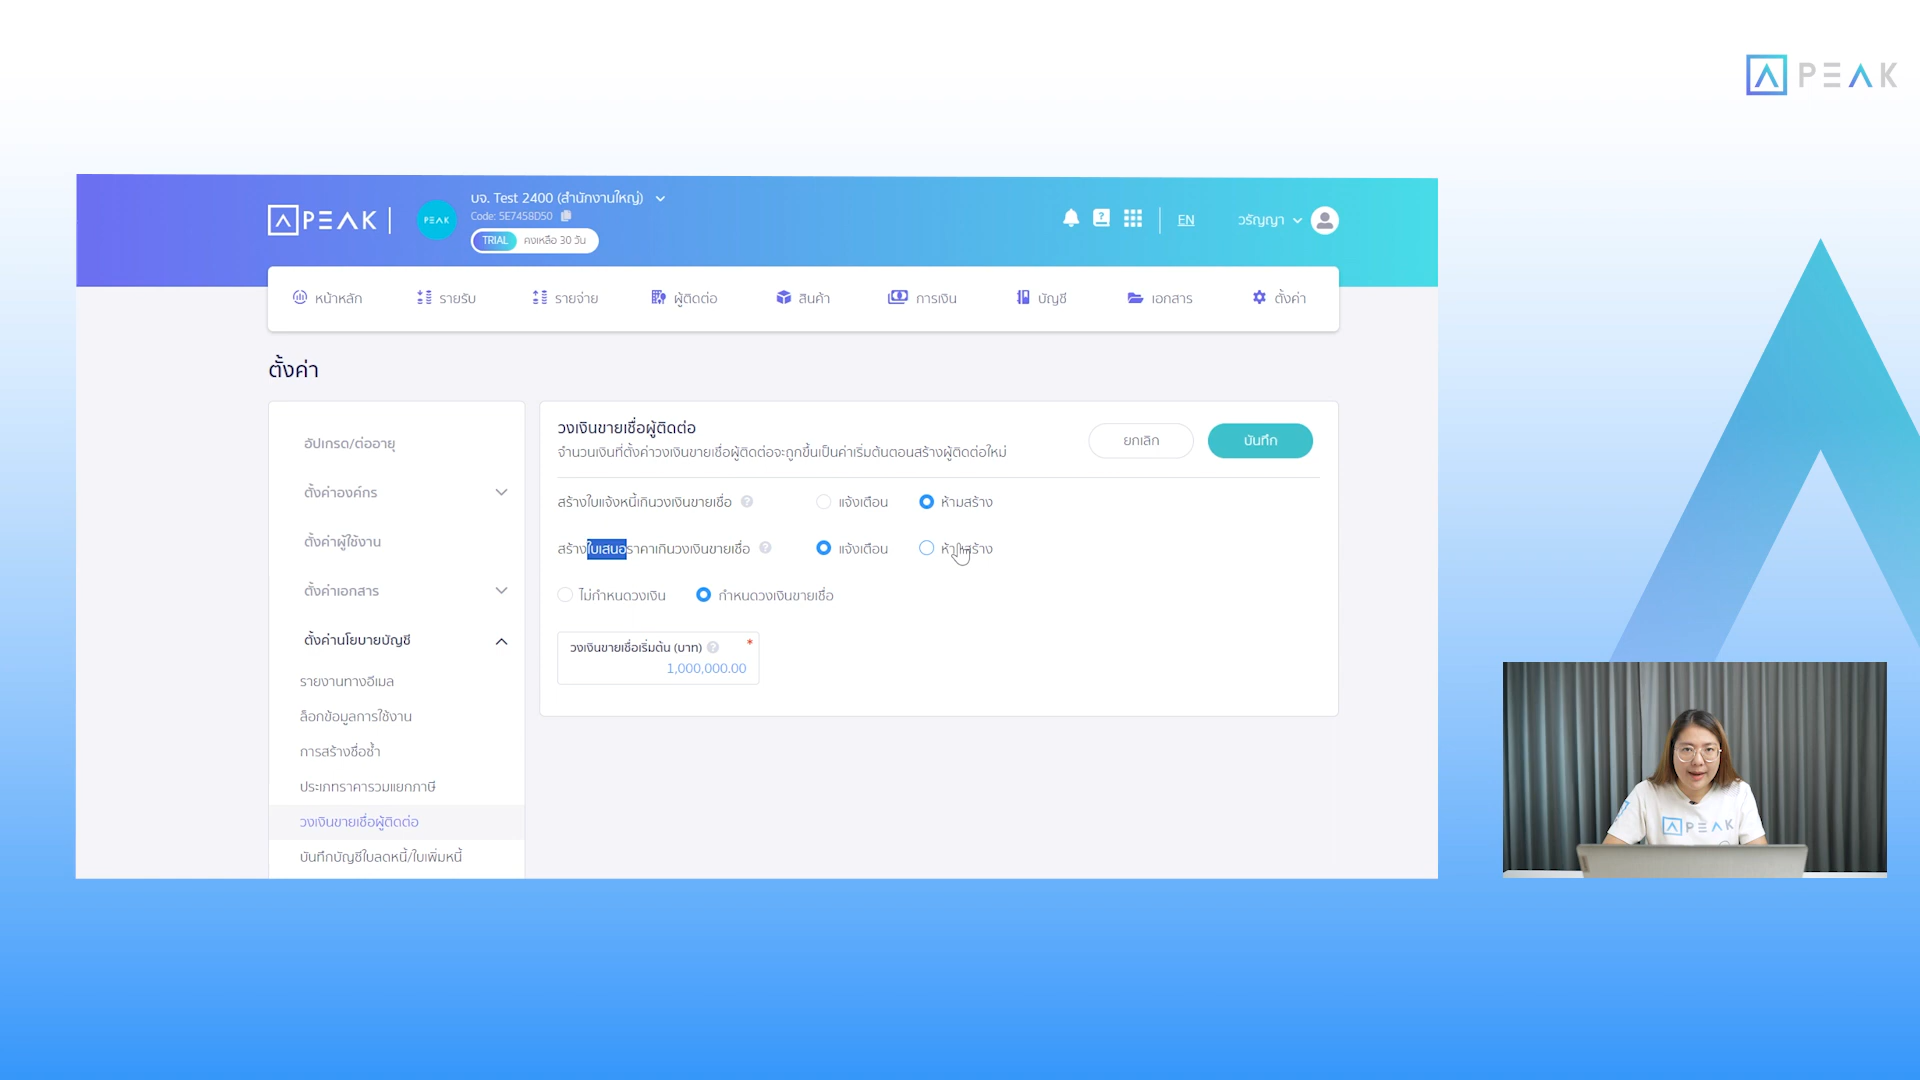 PEAK
PEAK
PEAK
บจ. Test 2400 (สำนักงานใหญ่)
Code: 5E7458D50
TRIAL คงเหลือ 30 วัน
EN
วรัญญา
หน้าหลัก
รายรับ
รายจ่าย
ผู้ติดต่อ
สินค้า
การเงิน
บัญชี
เอกสาร
ตั้งค่า
ตั้งค่า
อัปเกรด/ต่ออายุ
ตั้งค่าองค์กร
ตั้งค่าผู้ใช้งาน
ตั้งค่าเอกสาร
ตั้งค่านโยบายบัญชี
รายงานทางอีเมล
ล็อกข้อมูลการใช้งาน
การสร้างชื่อซ้ำ
ประเภทราคารวมแยกภาษี
วงเงินขายเชื่อผู้ติดต่อ
บันทึกบัญชีใบลดหนี้/ใบเพิ่มหนี้
วงเงินขายเชื่อผู้ติดต่อ
จำนวนเงินที่ตั้งค่าวงเงินขายเชื่อผู้ติดต่อจะถูกขึ้นเป็นค่าเริ่มต้นตอนสร้างผู้ติดต่อใหม่
ยกเลิก
บันทึก
สร้างใบแจ้งหนี้เกินวงเงินขายเชื่อ ? แจ้งเตือน ห้ามสร้าง
สร้างใบเสนอราคาเกินวงเงินขายเชื่อ ? แจ้งเตือน ห้ามสร้าง
ไม่กำหนดวงเงิน กำหนดวงเงินขายเชื่อ
วงเงินขายเชื่อเริ่มต้น (บาท) ? *
1,000,000.00
PEAK